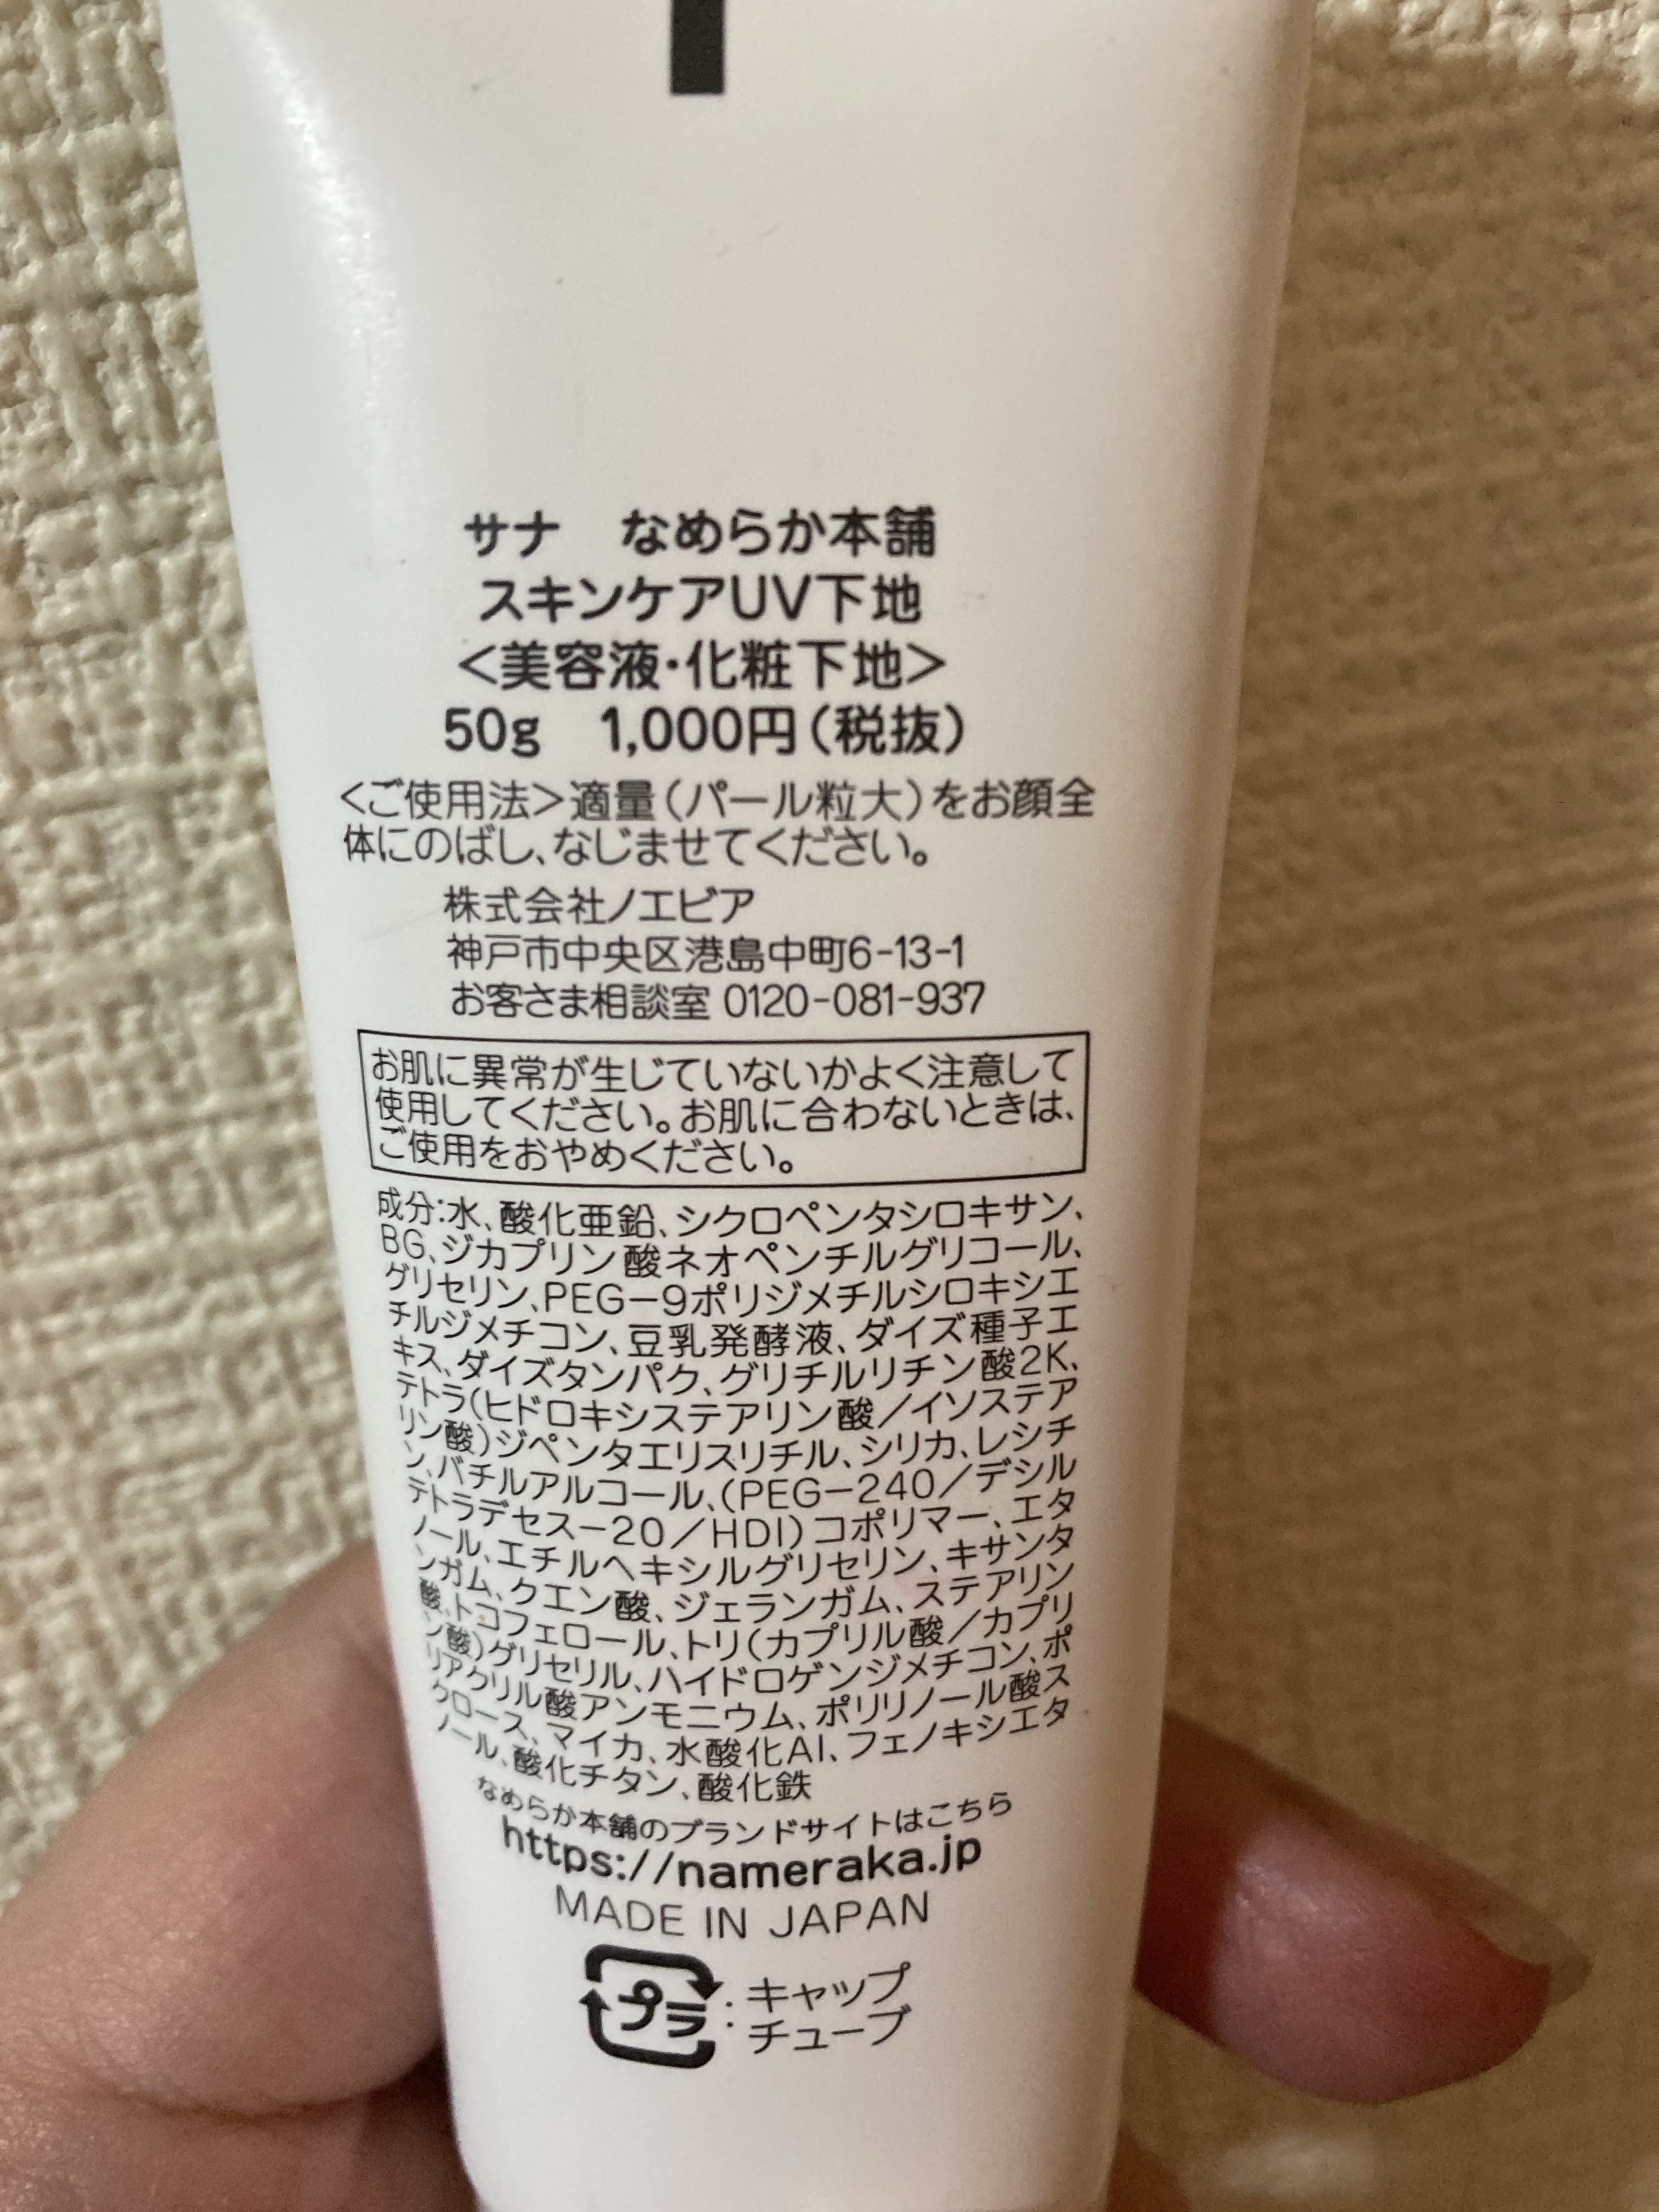 サナ　なめらか本舗
スキンケアUV下地
<美容液・化粧下地>
50g　1,000円(税抜)
<ご使用法>適量(パール粒大)をお顔全
体にのばし、なじませてください。
株式会社ノエビア
神戸市中央区港島中町6-13-1
お客さま相談室 0120-081-937
お肌に異常が生じていないかよく注意して
使用してください。お肌に合わないときは、
ご使用をおやめください。
成分:水、酸化亜鉛、シクロペンタシロキサン、
BG、ジカプリン酸ネオペンチルグリコール、
グリセリン、PEG－9ポリジメチルシロキシエ
チルジメチコン、豆乳発酵液、ダイズ種子エ
キス、ダイズタンパク、グリチルリチン酸2K、
テトラ(ヒドロキシステアリン酸／イソステア
リン酸)ジペンタエリスリチル、シリカ、レシチ
ン、バチルアルコール、(PEG－240／デシル
テトラデセス－20／HDI)コポリマー、エタ
ノール、エチルヘキシルグリセリン、キサンタ
ンガム、クエン酸、ジェランガム、ステアリン
酸、トコフェロール、トリ(カプリル酸／カプリ
ン酸)グリセリル、ハイドロゲンジメチコン、ポ
リアクリル酸アンモニウム、ポリリノール酸ス
クロース、マイカ、水酸化Al、フェノキシエタ
ノール、酸化チタン、酸化鉄
なめらか本舗のブランドサイトはこちら
https://nameraka.jp
MADE IN JAPAN
プラ : キャップ
: チューブ